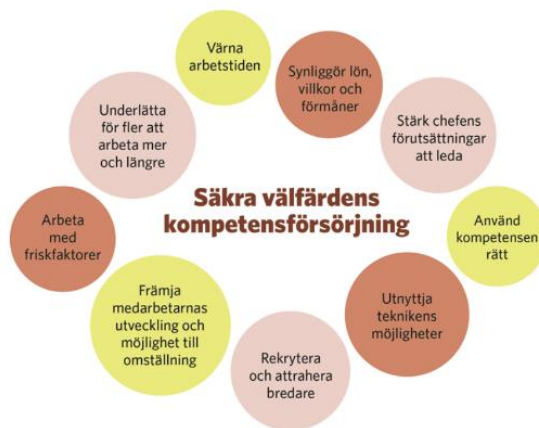 Värna
arbetstiden
Synliggör lön,
villkor och
förmåner
Stärk chefens
förutsättningar
att leda
Använd
kompetensen
rätt
Utnyttja
teknikens
möjligheter
Rekrytera
och attrahera
bredare
Främja
medarbetarnas
utveckling och
möjlighet till
omställning
Arbeta
med
friskfaktorer
Underlätta
för fler att
arbeta mer
och längre
Säkra välfärdens
kompetensförsörjning